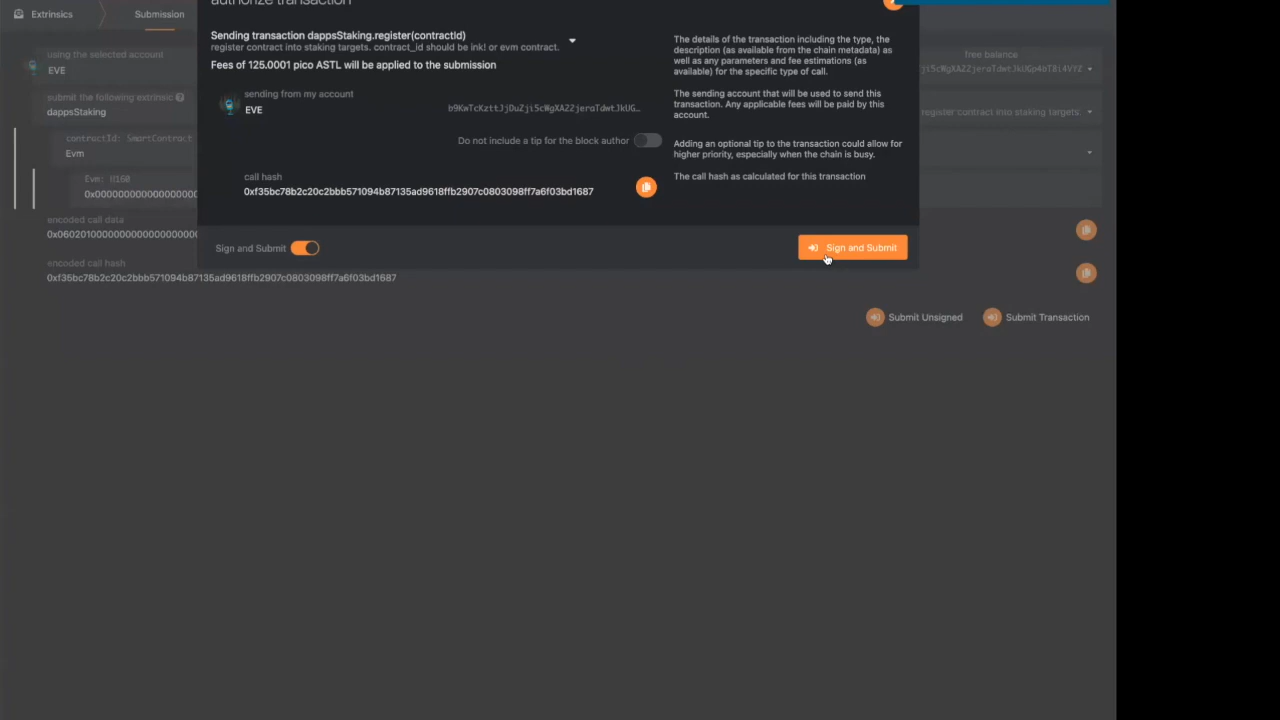 authorize transaction
Extrinsics
Submission
Sending transaction dappsStaking.register(contractId)
register contract into staking targets. contract_id should be ink! or evm contract.
Fees of 125.0001 pico ASTL will be applied to the submission
The details of the transaction including the type, the
description (as available from the chain metadata) as
well as any parameters and fee estimations (as
available) for the specific type of call.
using the selected account
EVE
free balance
sending from my account
EVE
The sending account that will be used to send this
transaction. Any applicable fees will be paid by this
account.
submit the following extrinsic
dappsStaking
register contract into staking targets.
Do not include a tip for the block author
Adding an optional tip to the transaction could allow for
higher priority, especially when the chain is busy.
contractId: SmartContract
Evm
call hash
0xf35bc78b2c20c2bbb571094b87135ad9618ffb2907c0803098ff7a6f03bd1687
The call hash as calculated for this transaction
Evm: H160
0x0000000000000000
encoded call data
encoded call hash
0xf35bc78b2c20c2bbb571094b87135ad9618ffb2907c0803098ff7a6f03bd1687
Sign and Submit
Sign and Submit
Submit Unsigned
Submit Transaction